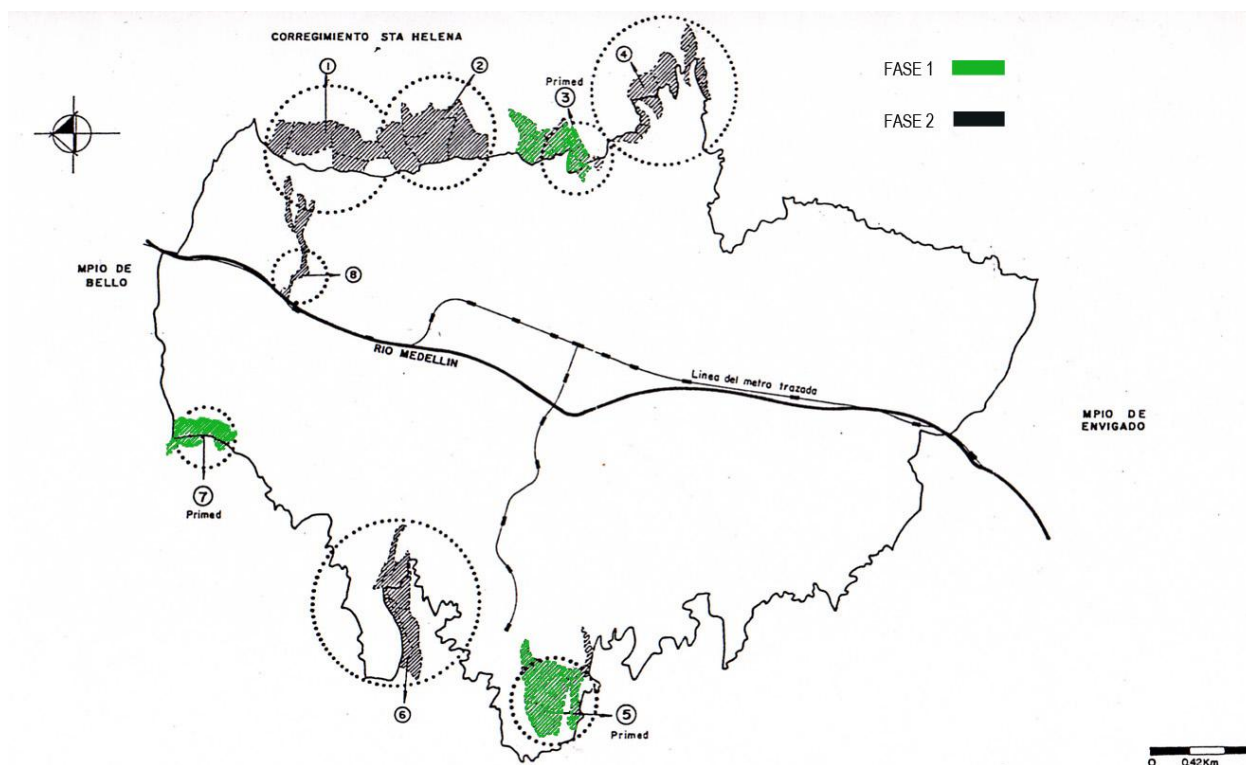 CORREGIMIENTO STA HELENA
1
2
Primed
3
4
FASE 1
FASE 2
MPIO DE
BELLO
8
RIO MEDELLIN
Linea del metro trazada
MPIO DE
ENVIGADO
7
Primed
6
5
Primed
0 0.42Km